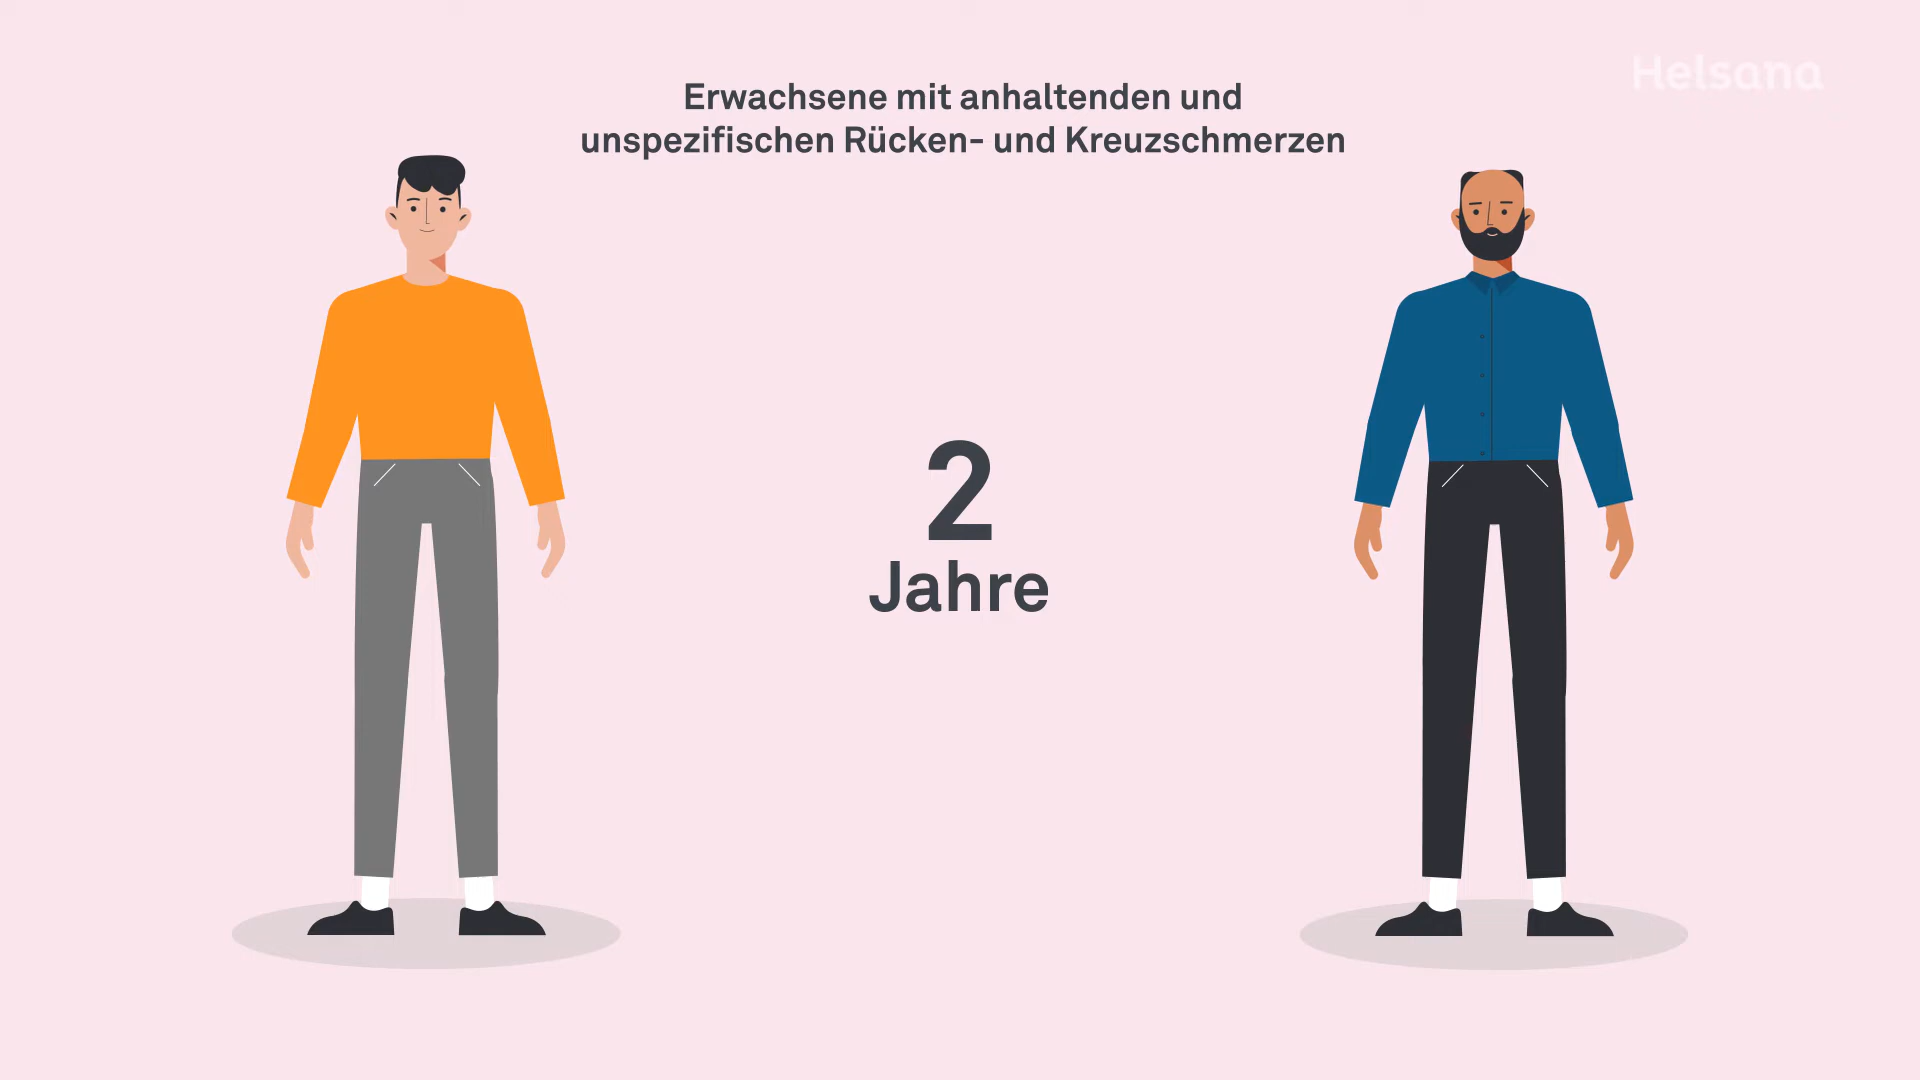 Helsana
Erwachsene mit anhaltenden und
unspezifischen Rücken- und Kreuzschmerzen
2
Jahre